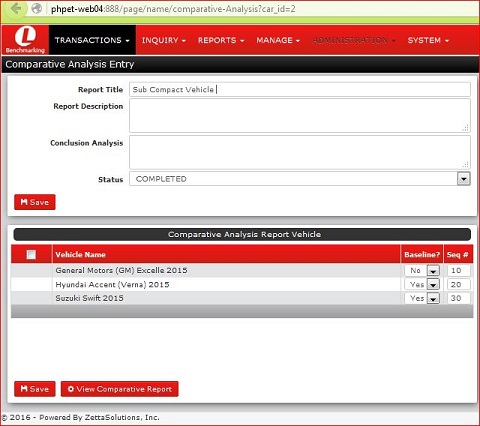 phpet-web04:888/page/name/comparative-Analysis?car_id=2
L Benchmarking TRANSACTIONS INQUIRY REPORTS MANAGE ADMINISTRATION SYSTEM
Comparative Analysis Entry
Report Title Sub Compact Vehicle
Report Description
Conclusion Analysis
Status COMPLETED
Save
Comparative Analysis Report Vehicle
Vehicle Name Baseline? Seq #
General Motors (GM) Excelle 2015 No 10
Hyundai Accent (Verna) 2015 Yes 20
Suzuki Swift 2015 Yes 30
Save View Comparative Report
© 2016 - Powered By ZettaSolutions, Inc.